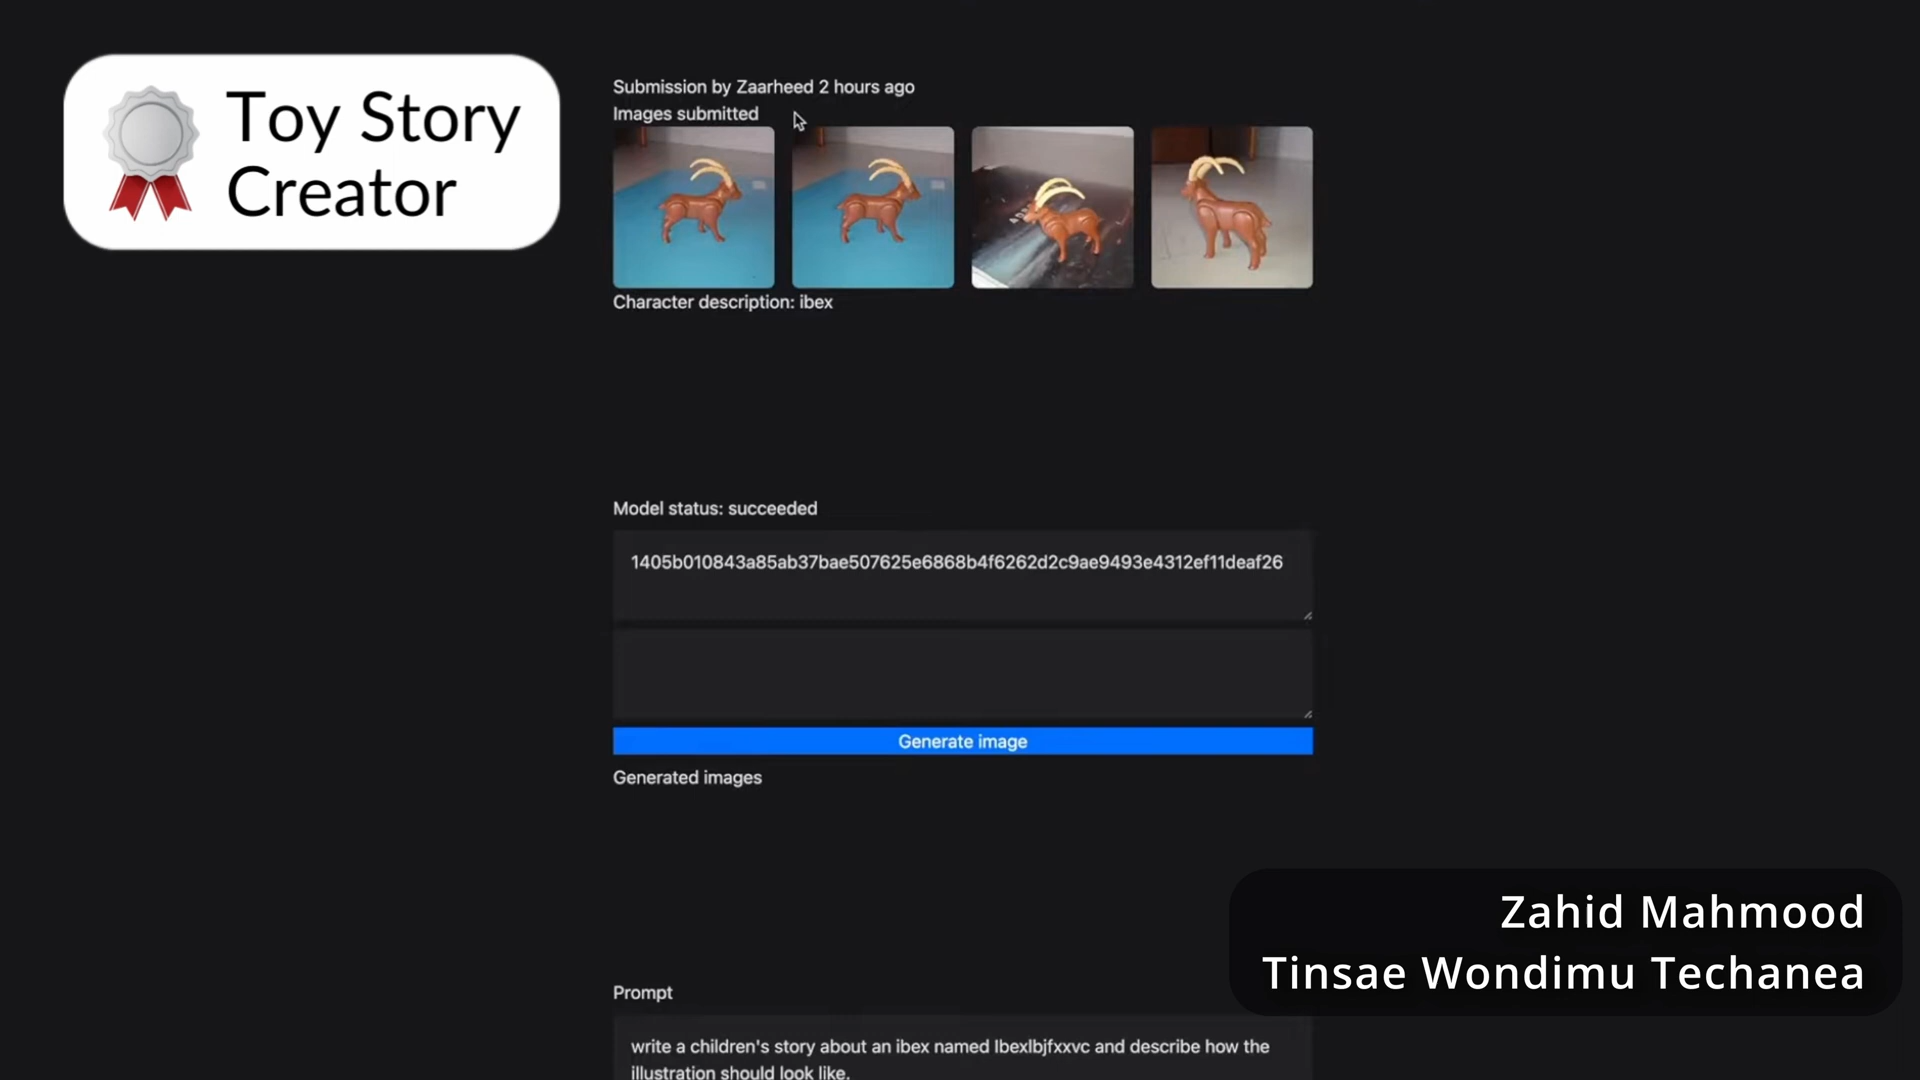 Toy Story
Creator
Submission by Zaarheed 2 hours ago
Images submitted
Character description: ibex
Model status: succeeded
1405b010843a85ab37bae507625e6868b4f6262d2c9ae9493e4312ef11deaf26
Generate image
Generated images
Prompt
write a children's story about an ibex named Ibexlbjfxxvc and describe how the
illustration should look like.
Zahid Mahmood
Tinsae Wondimu Techanea